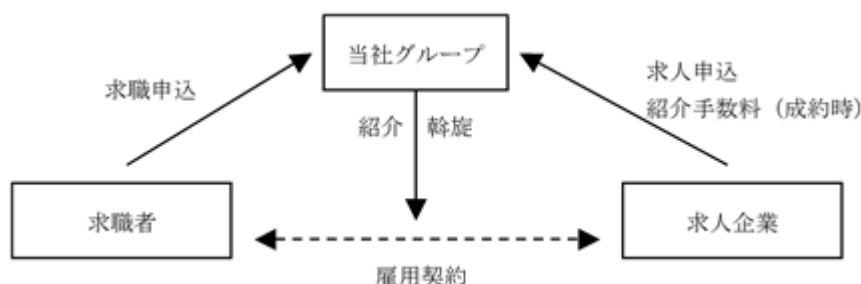 当社グループ
求職申込
求人申込
紹介手数料（成約時）
紹介 斡旋
求職者
求人企業
雇用契約